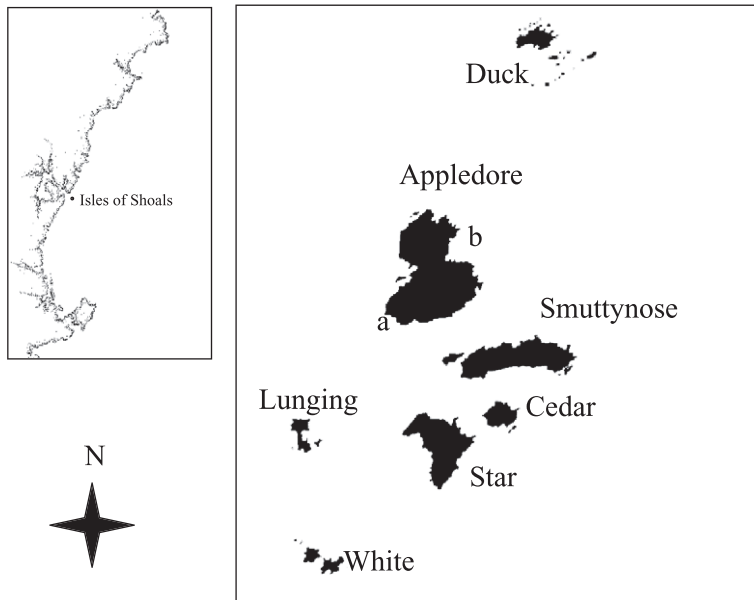 Isles of Shoals
N
Duck
Appledore
b
a
Smuttynose
Lunging
Cedar
Star
White